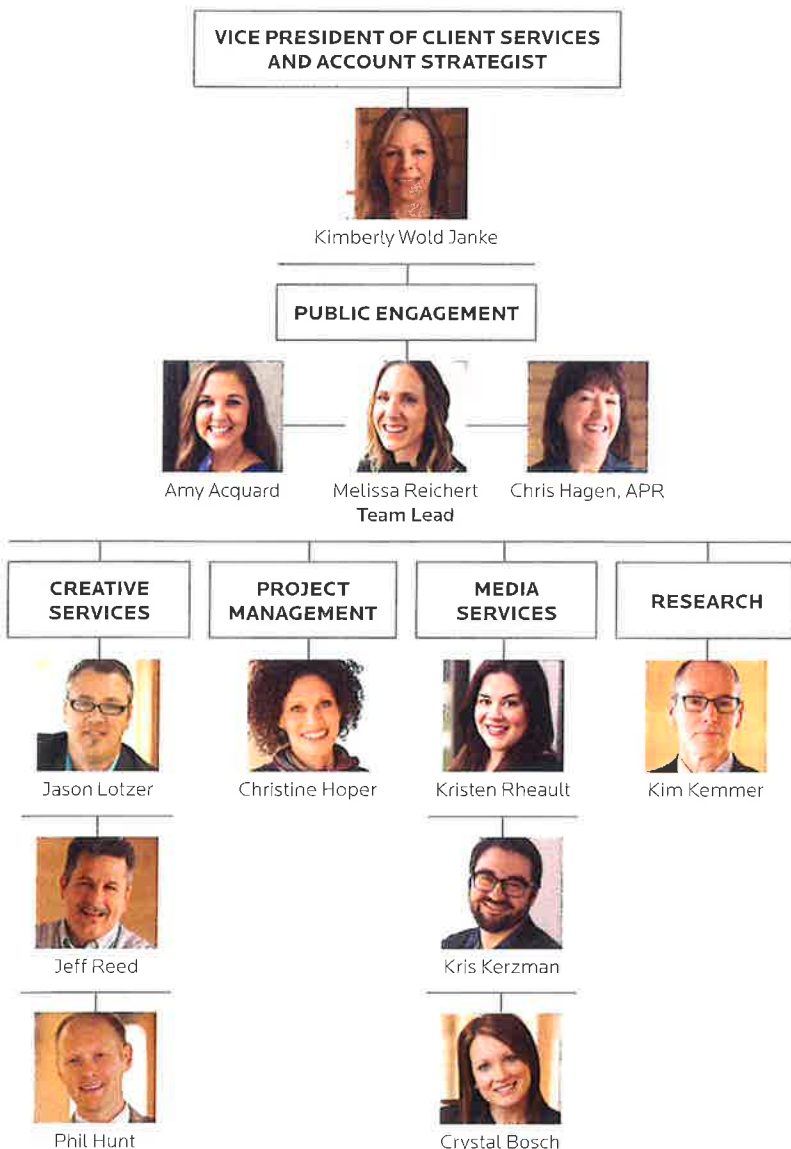 VICE PRESIDENT OF CLIENT SERVICES
AND ACCOUNT STRATEGIST
Kimberly Wold Janke
PUBLIC ENGAGEMENT
Amy Acquard
Melissa Reichert
Team Lead
Chris Hagen, APR
CREATIVE
SERVICES
PROJECT
MANAGEMENT
MEDIA
SERVICES
RESEARCH
Jason Lotzer
Christine Hoper
Kristen Rheault
Kim Kemmer
Jeff Reed
Kris Kerzman
Phil Hunt
Crystal Bosch